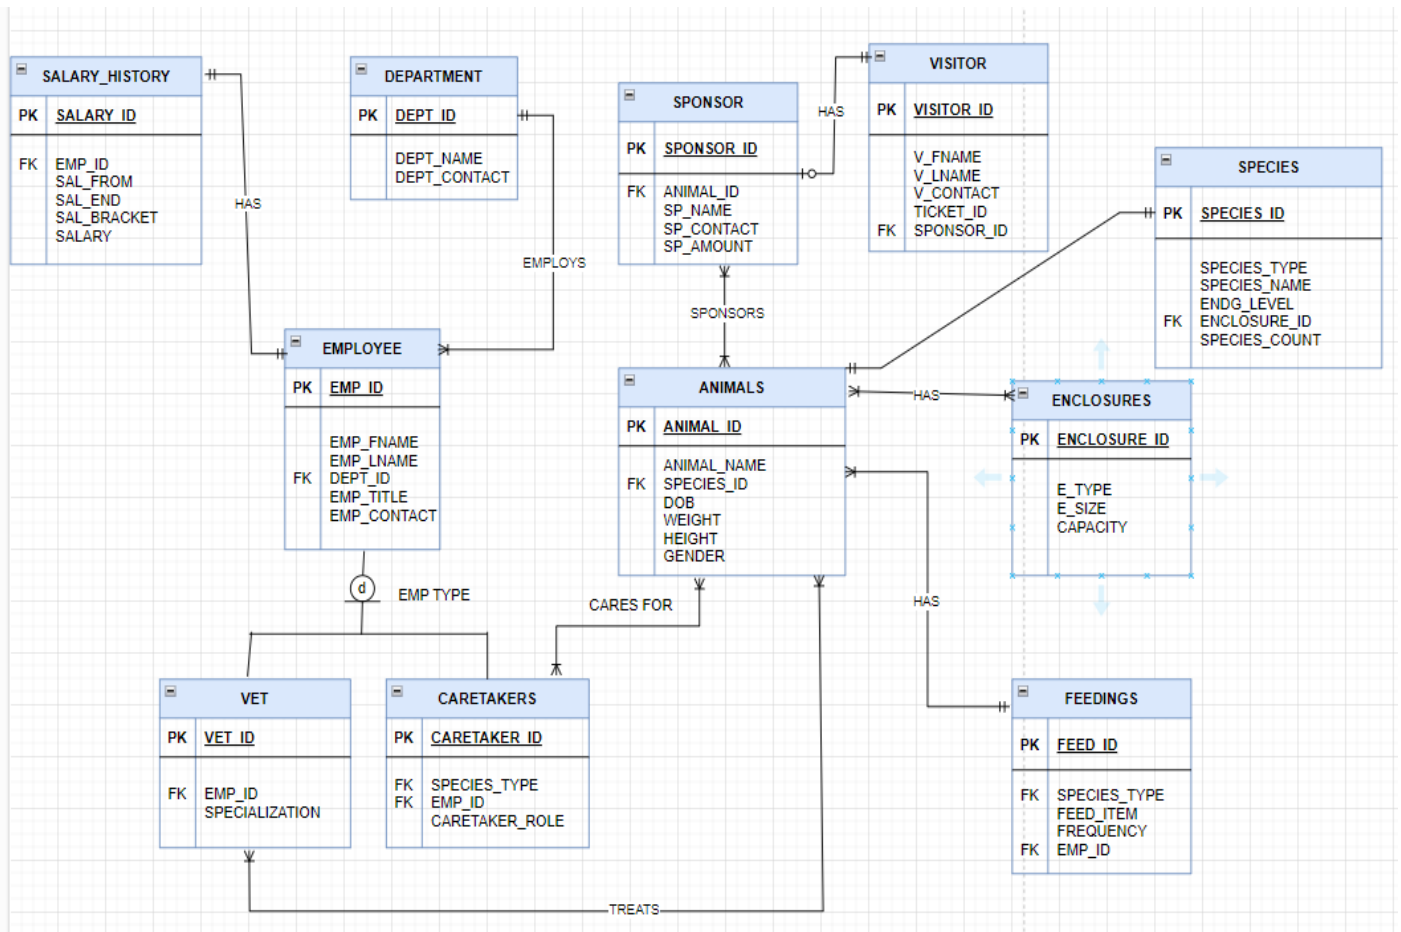 SALARY_HISTORY
PK SALARY_ID
FK EMP_ID
SAL_FROM
SAL_END
SAL_BRACKET
SALARY
HAS
DEPARTMENT
PK DEPT_ID
DEPT_NAME
DEPT_CONTACT
EMPLOYS
SPONSOR
PK SPONSOR_ID
FK ANIMAL_ID
SP_NAME
SP_CONTACT
SP_AMOUNT
HAS
VISITOR
PK VISITOR_ID
V_FNAME
V_LNAME
V_CONTACT
TICKET_ID
FK SPONSOR_ID
SPECIES
PK SPECIES_ID
SPECIES_TYPE
SPECIES_NAME
ENDG_LEVEL
FK ENCLOSURE_ID
SPECIES_COUNT
SPONSORS
EMPLOYEE
PK EMP_ID
EMP_FNAME
EMP_LNAME
FK DEPT_ID
EMP_TITLE
EMP_CONTACT
ANIMALS
PK ANIMAL_ID
ANIMAL_NAME
FK SPECIES_ID
DOB
WEIGHT
HEIGHT
GENDER
HAS
ENCLOSURES
PK ENCLOSURE_ID
E_TYPE
E_SIZE
CAPACITY
d
EMP TYPE
CARES FOR
HAS
VET
PK VET_ID
FK EMP_ID
SPECIALIZATION
CARETAKERS
PK CARETAKER_ID
FK SPECIES_TYPE
FK EMP_ID
CARETAKER_ROLE
FEEDINGS
PK FEED_ID
FK SPECIES_TYPE
FEED_ITEM
FREQUENCY
FK EMP_ID
TREATS